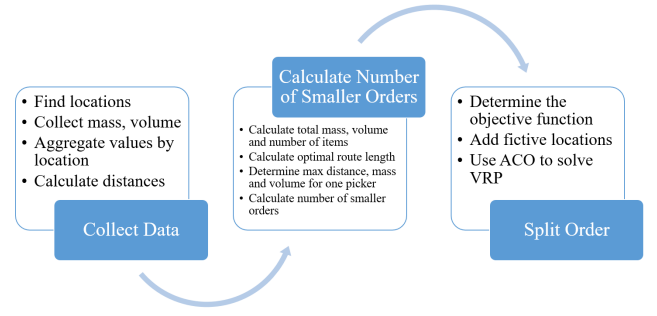 • Find locations
• Collect mass, volume
• Aggregate values by
location
• Calculate distances
Collect Data
Calculate Number
of Smaller Orders
• Calculate total mass, volume
and number of items
• Calculate optimal route length
• Determine max distance, mass
and volume for one picker
• Calculate number of smaller
orders
• Determine the
objective function
• Add fictive locations
• Use ACO to solve
VRP
Split Order